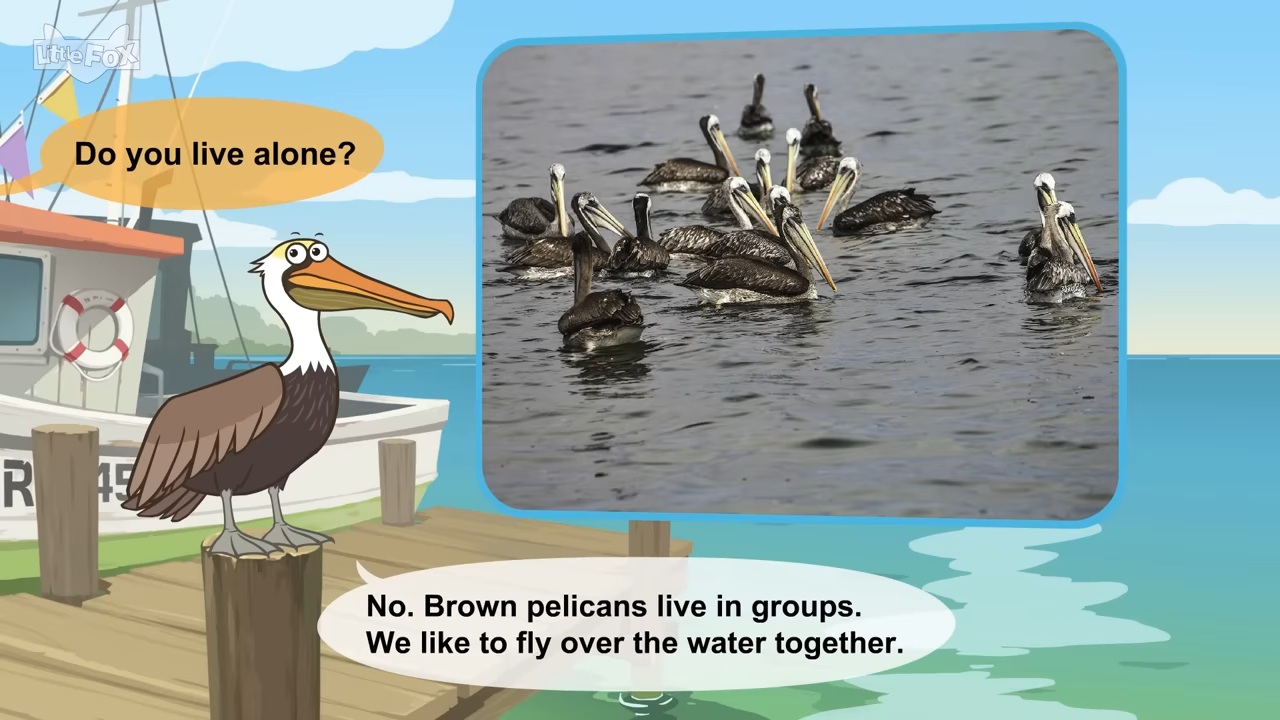 Little Fox
Do you live alone?
R 45
No. Brown pelicans live in groups.
We like to fly over the water together.